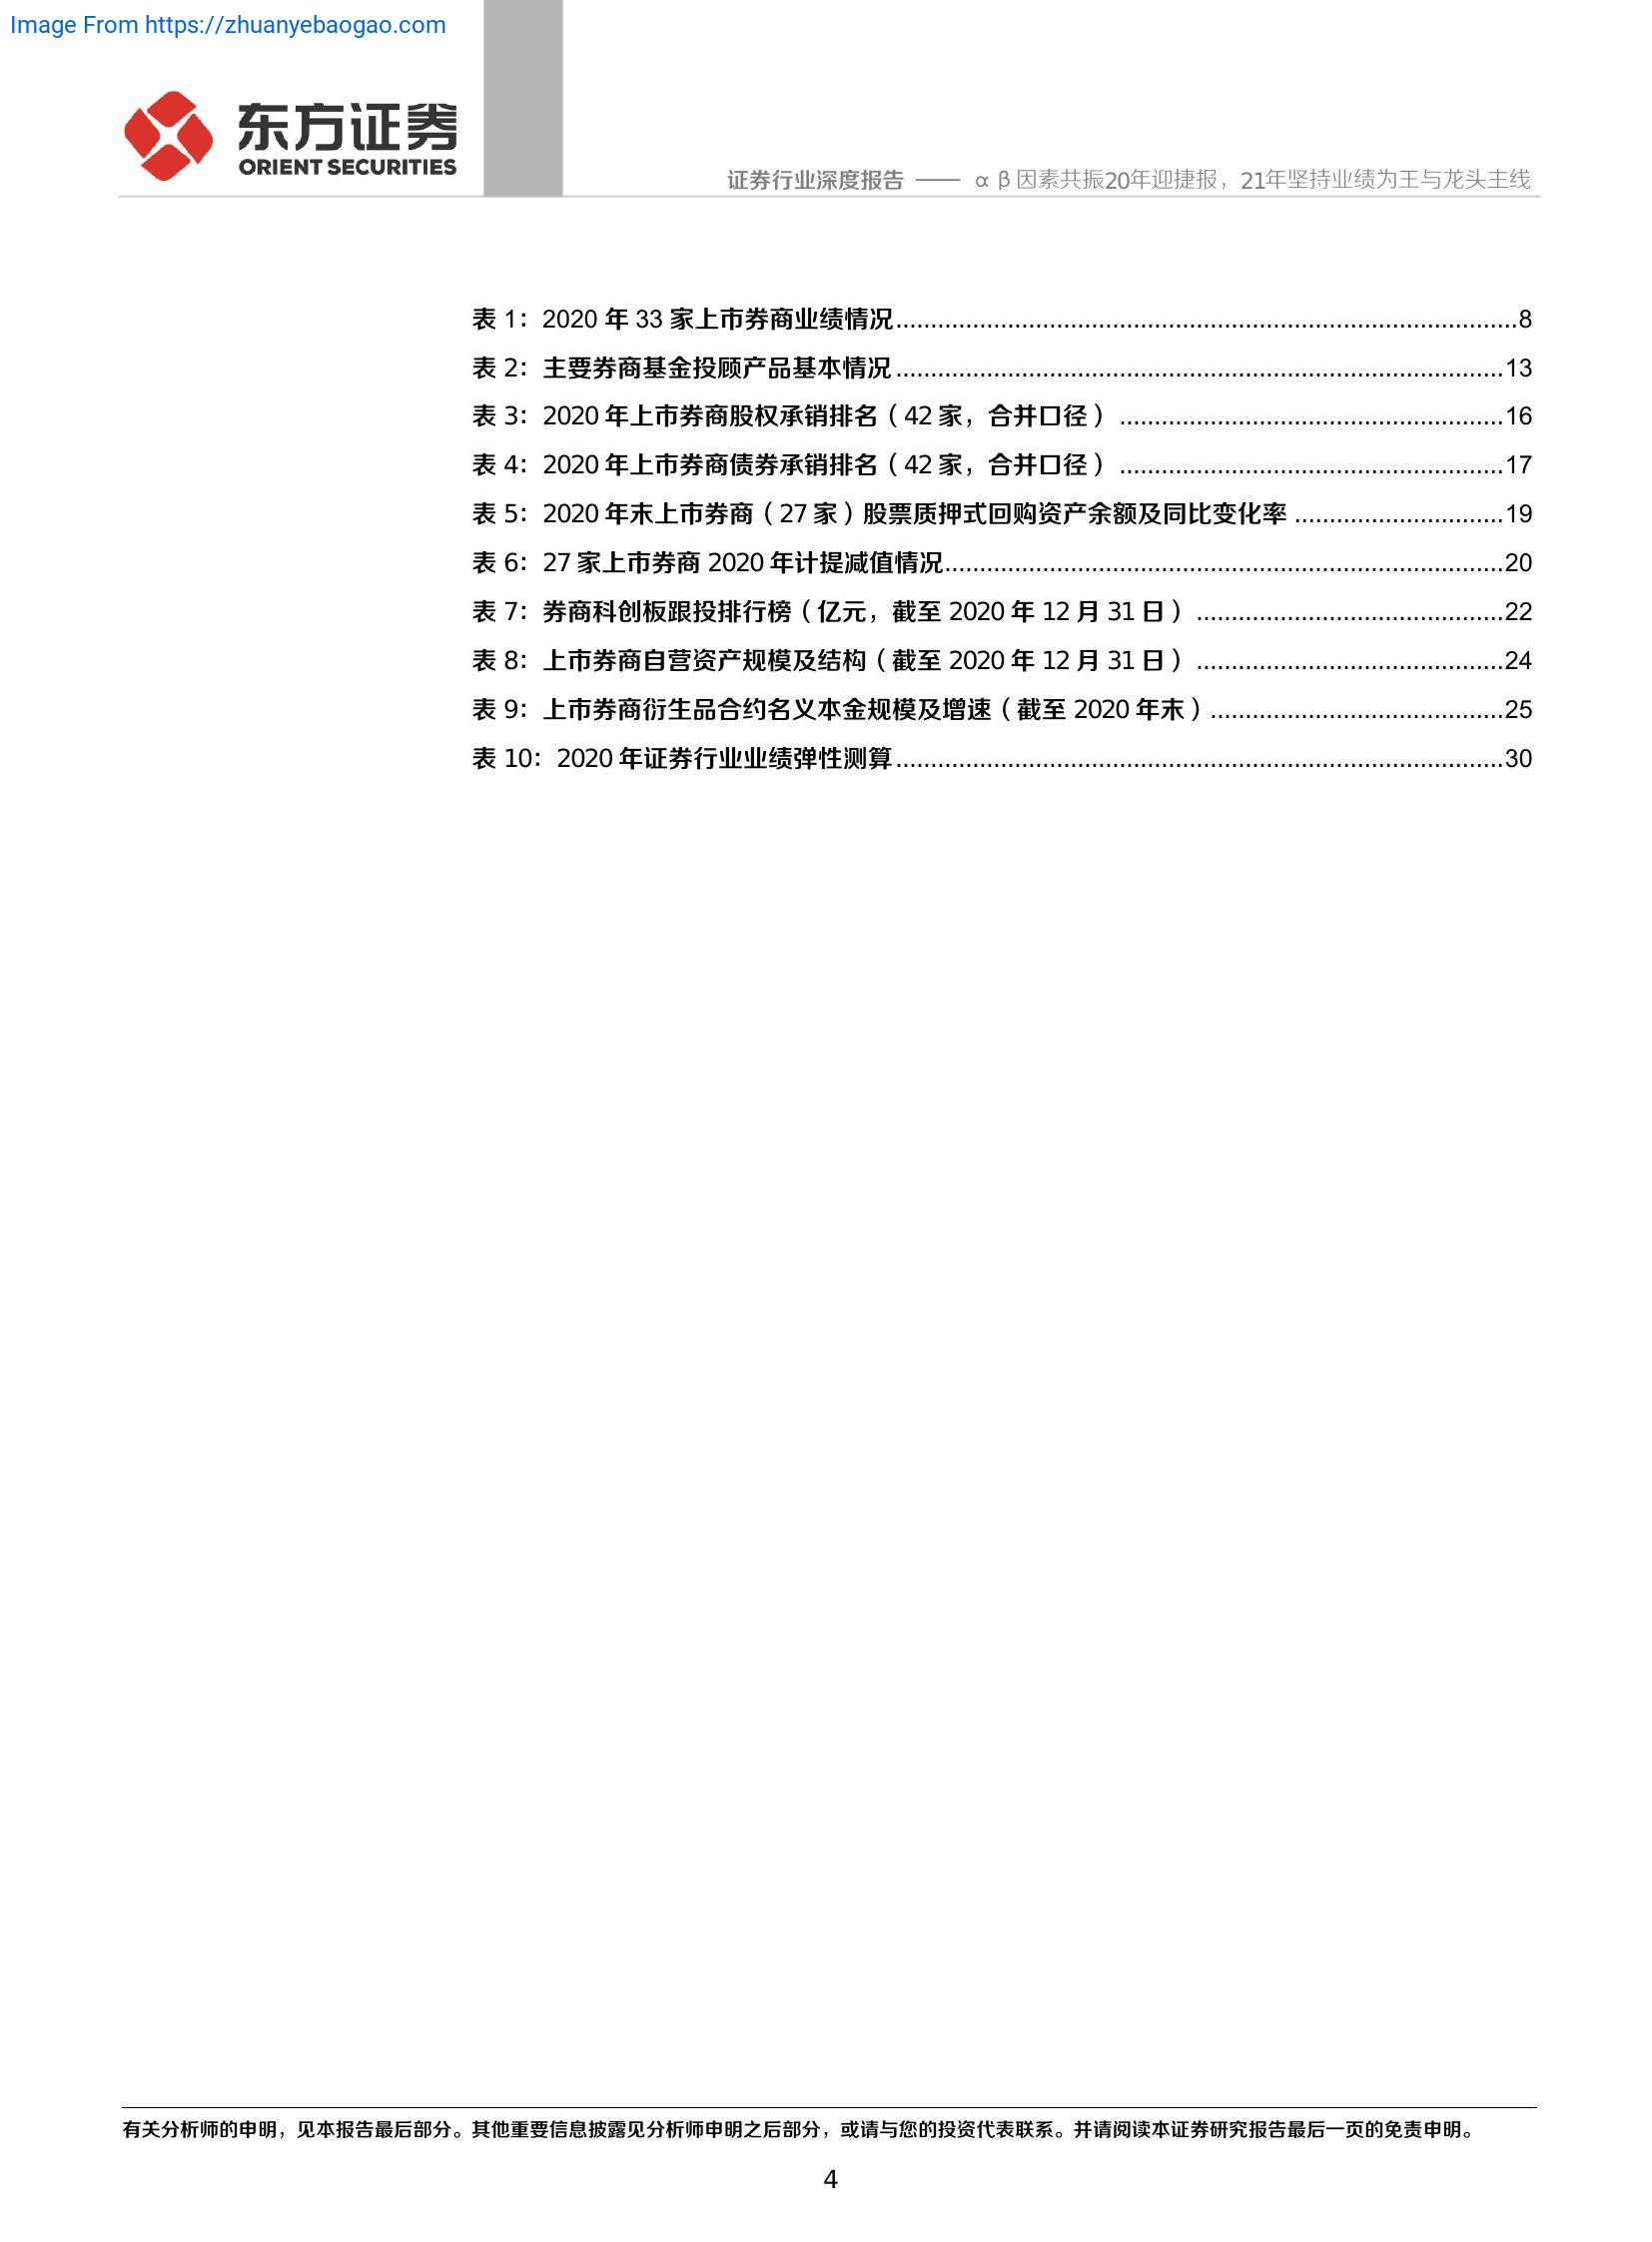 Image From https://zhuanyebaogao.com
东方证券
ORIENT SECURITIES
证券行业深度报告 —— αβ因素共振20年迎捷报，21年坚持业绩为王与龙头主线
表 1：2020 年 33 家上市券商业绩情况........................................................................................8
表 2：主要券商基金投顾产品基本情况......................................................................................13
表 3：2020 年上市券商股权承销排名（42 家，合并口径）......................................................16
表 4：2020 年上市券商债券承销排名（42 家，合并口径）......................................................17
表 5：2020 年末上市券商（27 家）股票质押式回购资产余额及同比变化率..............................19
表 6：27 家上市券商 2020 年计提减值情况...............................................................................20
表 7：券商科创板跟投排行榜（亿元，截至 2020 年 12 月 31 日）...........................................22
表 8：上市券商自营资产规模及结构（截至 2020 年 12 月 31 日）...........................................24
表 9：上市券商衍生品合约名义本金规模及增速（截至 2020 年末）.........................................25
表 10：2020 年证券行业业绩弹性测算......................................................................................30
有关分析师的申明，见本报告最后部分。其他重要信息披露见分析师申明之后部分，或请与您的投资代表联系。并请阅读本证券研究报告最后一页的免责申明。
4